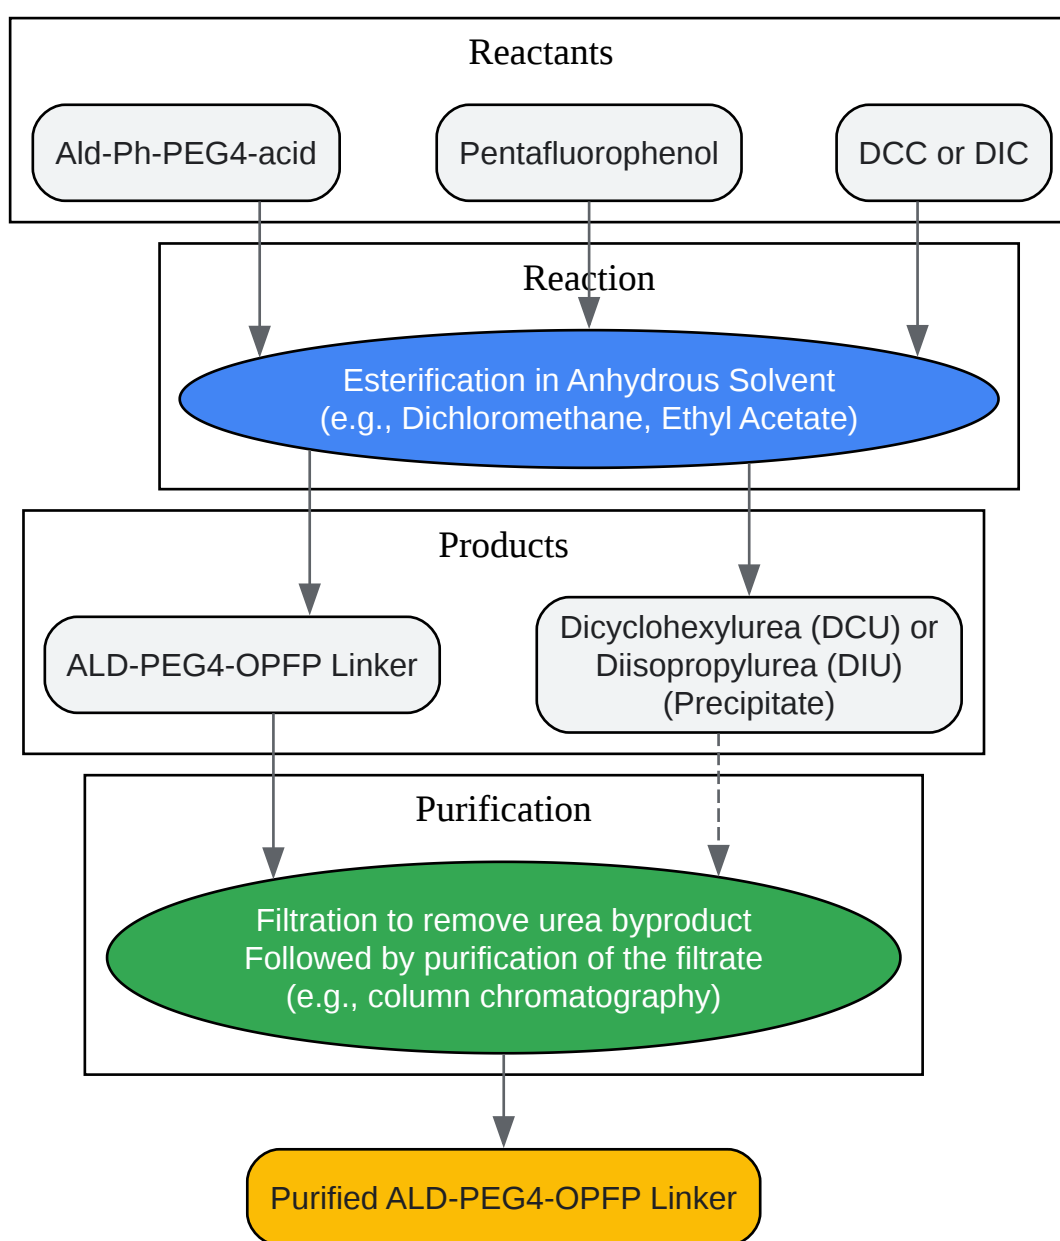 Reactants
Ald-Ph-PEG4-acid
Pentafluorophenol
DCC or DIC
Reaction
Esterification in Anhydrous Solvent
(e.g., Dichloromethane, Ethyl Acetate)
Products
ALD-PEG4-OPFP Linker
Dicyclohexylurea (DCU) or
Diisopropylurea (DIU)
(Precipitate)
Purification
Filtration to remove urea byproduct
Followed by purification of the filtrate
(e.g., column chromatography)
Purified ALD-PEG4-OPFP Linker